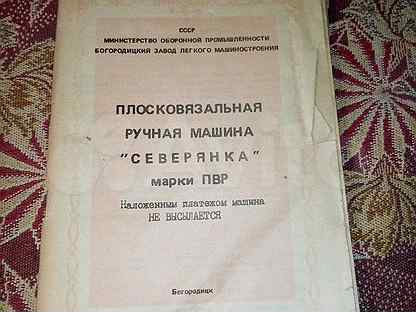 СССР
МИНИСТЕРСТВО ОБОРОННОЙ ПРОМЫШЛЕННОСТИ
БОГОРОДИЦКИЙ ЗАВОД ЛЕГКОГО МАШИНОСТРОЕНИЯ
ПЛОСКОВЯЗАЛЬНАЯ
РУЧНАЯ МАШИНА
"СЕВЕРЯНКА"
марки ПВР
Наложенным платежом машина
НЕ ВЫСЫЛАЕТСЯ
Богородицк